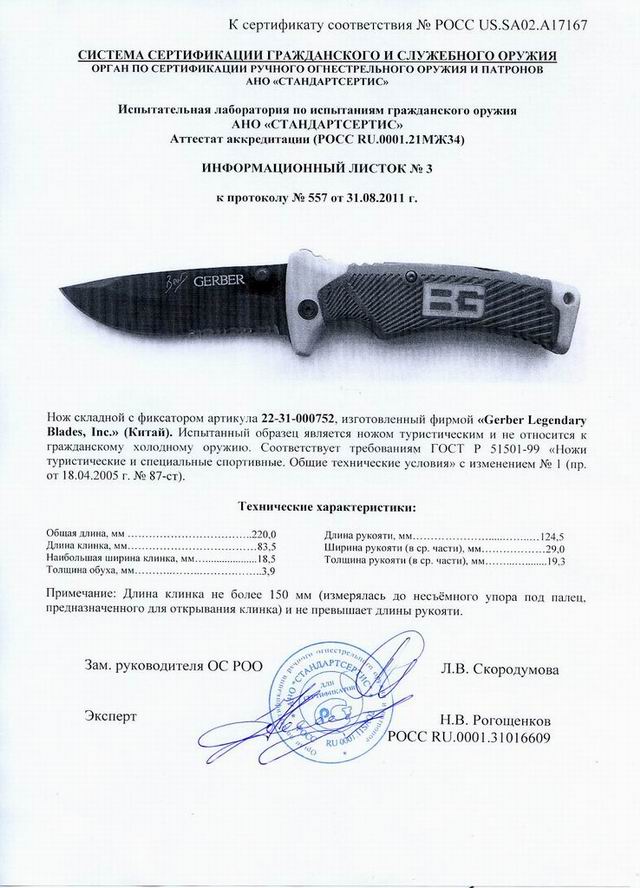 К сертификату соответствия № РОСС US.SA02.A17167
СИСТЕМА СЕРТИФИКАЦИИ ГРАЖДАНСКОГО И СЛУЖЕБНОГО ОРУЖИЯ
ОРГАН ПО СЕРТИФИКАЦИИ РУЧНОГО ОГНЕСТРЕЛЬНОГО ОРУЖИЯ И ПАТРОНОВ
АНО «СТАНДАРТСЕРТИС»
Испытательная лаборатория по испытаниям гражданского оружия
АНО «СТАНДАРТСЕРТИС»
Аттестат аккредитации (РОСС RU.0001.21МЖ34)
ИНФОРМАЦИОННЫЙ ЛИСТОК № 3
к протоколу № 557 от 31.08.2011 г.
Bear GERBER
BG
Нож складной с фиксатором артикула 22-31-000752, изготовленный фирмой «Gerber Legendary
Blades, Inc.» (Китай). Испытанный образец является ножом туристическим и не относится к
гражданскому холодному оружию. Соответствует требованиям ГОСТ Р 51501-99 «Ножи
туристические и специальные спортивные. Общие технические условия» с изменением № 1 (пр.
от 18.04.2005 г. № 87-ст).
Технические характеристики:
Общая длина, мм ……………………………..220,0
Длина клинка, мм………………………………83,5
Наибольшая ширина клинка, мм......................18,5
Толщина обуха, мм……...……………………...3,9
Длина рукояти, мм………………......…..........124,5
Ширина рукояти (в ср. части), мм……………29,0
Толщина рукояти (в ср. части), мм……..........19,3
Примечание: Длина клинка не более 150 мм (измерялась до несъёмного упора под палец,
предназначенного для открывания клинка) и не превышает длины рукояти.
Зам. руководителя ОС РОО
Л.В. Скородумова
Эксперт
Н.В. Рогощенков
РОСС RU.0001.31016609
АНО "СТАНДАРТСЕРТИС"
ДЛЯ
СЕРТИФИКАТОВ